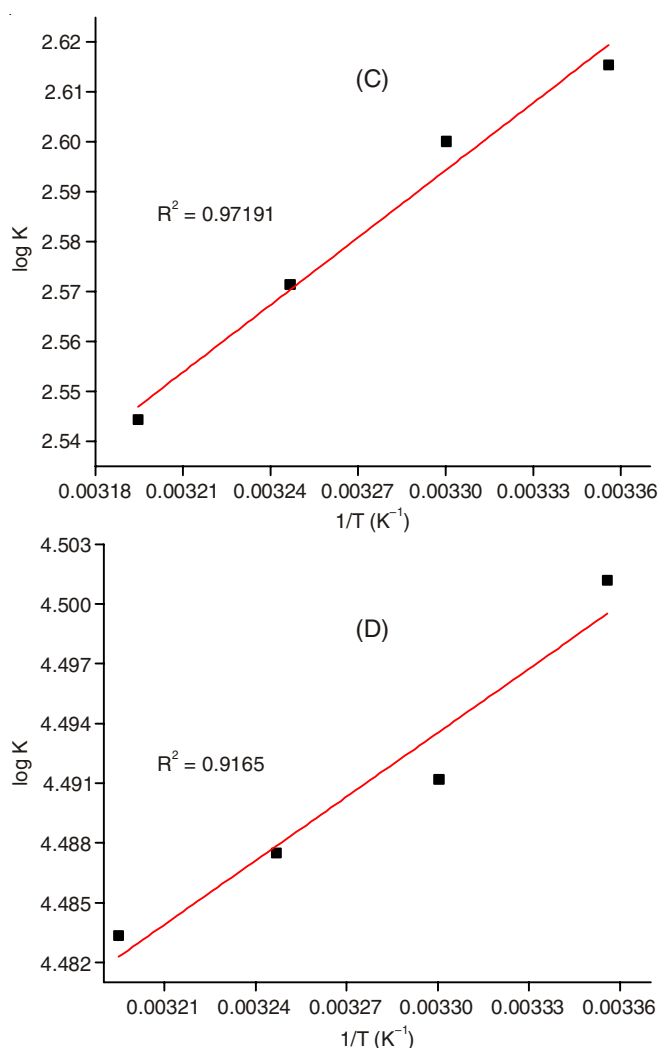 2.62
(C)
2.61
2.60
2.59
R² = 0.97191
2.58
log K
2.57
2.56
2.55
2.54
0.00318 0.00321 0.00324 0.00327 0.00330 0.00333 0.00336
1/T (K⁻¹)
4.503
4.500
(D)
4.497
4.494
R² = 0.9165
log K
4.491
4.488
4.485
4.482
0.00321 0.00324 0.00327 0.00330 0.00333 0.00336
1/T (K⁻¹)